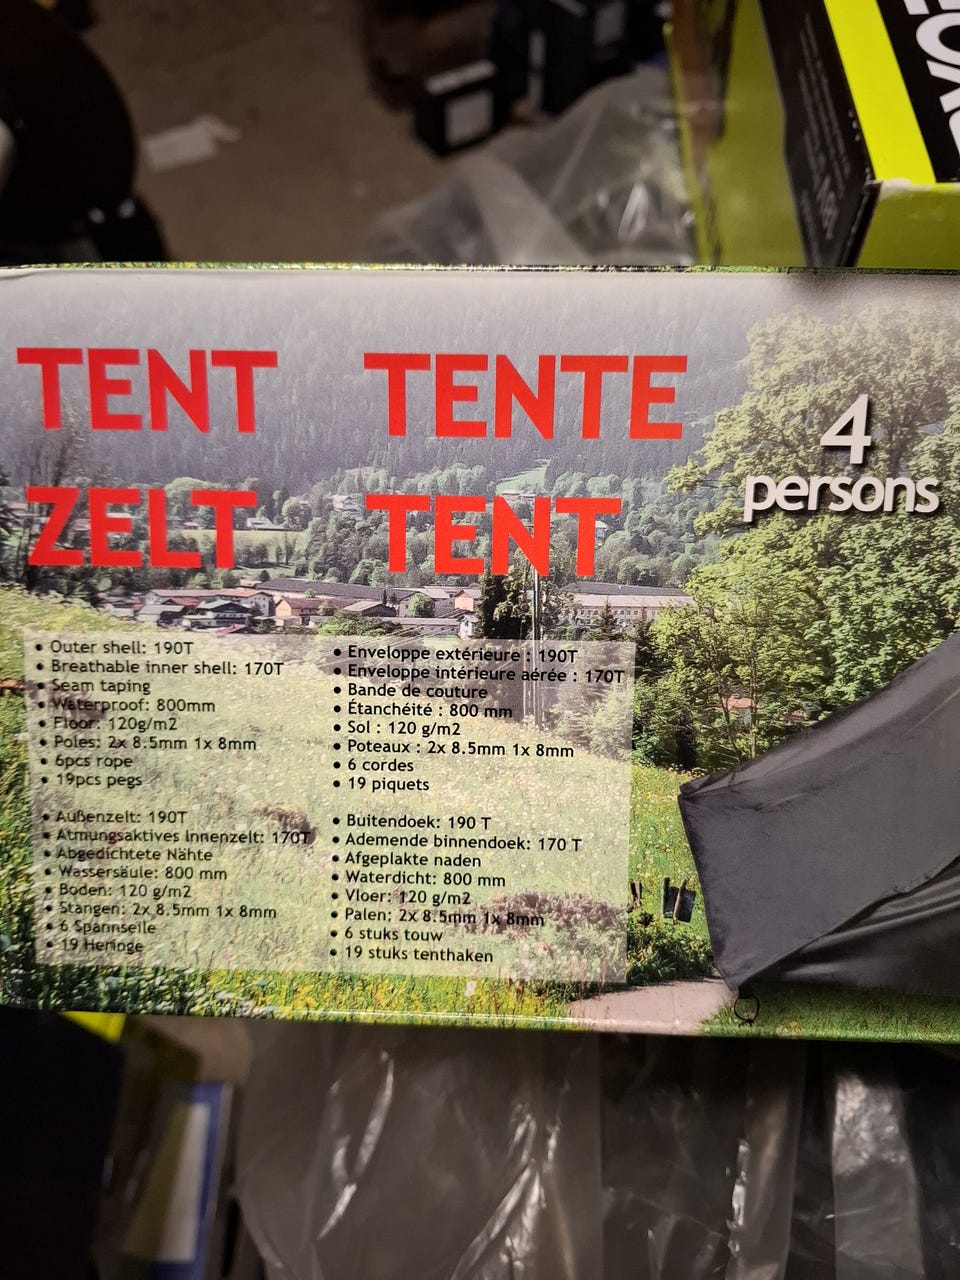 TENT TENTE
ZELT TENT
4
persons
• Outer shell: 190T
• Breathable inner shell: 170T
• Seam taping
• Waterproof: 800mm
• Floor: 120g/m2
• Poles: 2x 8.5mm 1x 8mm
• 6pcs rope
• 19pcs pegs
• Enveloppe extérieure : 190T
• Enveloppe intérieure aérée : 170T
• Bande de couture
• Étanchéité : 800 mm
• Sol : 120 g/m2
• Poteaux : 2x 8.5mm 1x 8mm
• 6 cordes
• 19 piquets
• Außenzelt: 190T
• Atmungsaktives Innenzelt: 170T
• Abgedichtete Nähte
• Wassersäule: 800 mm
• Boden: 120 g/m2
• Stangen: 2x 8.5mm 1x 8mm
• 6 Spannseile
• 19 Heringe
• Buitendoek: 190 T
• Ademende binnendoek: 170 T
• Afgeplakte naden
• Waterdicht: 800 mm
• Vloer: 120 g/m2
• Palen: 2x 8.5mm 1x 8mm
• 6 stuks touw
• 19 stuks tenthaken